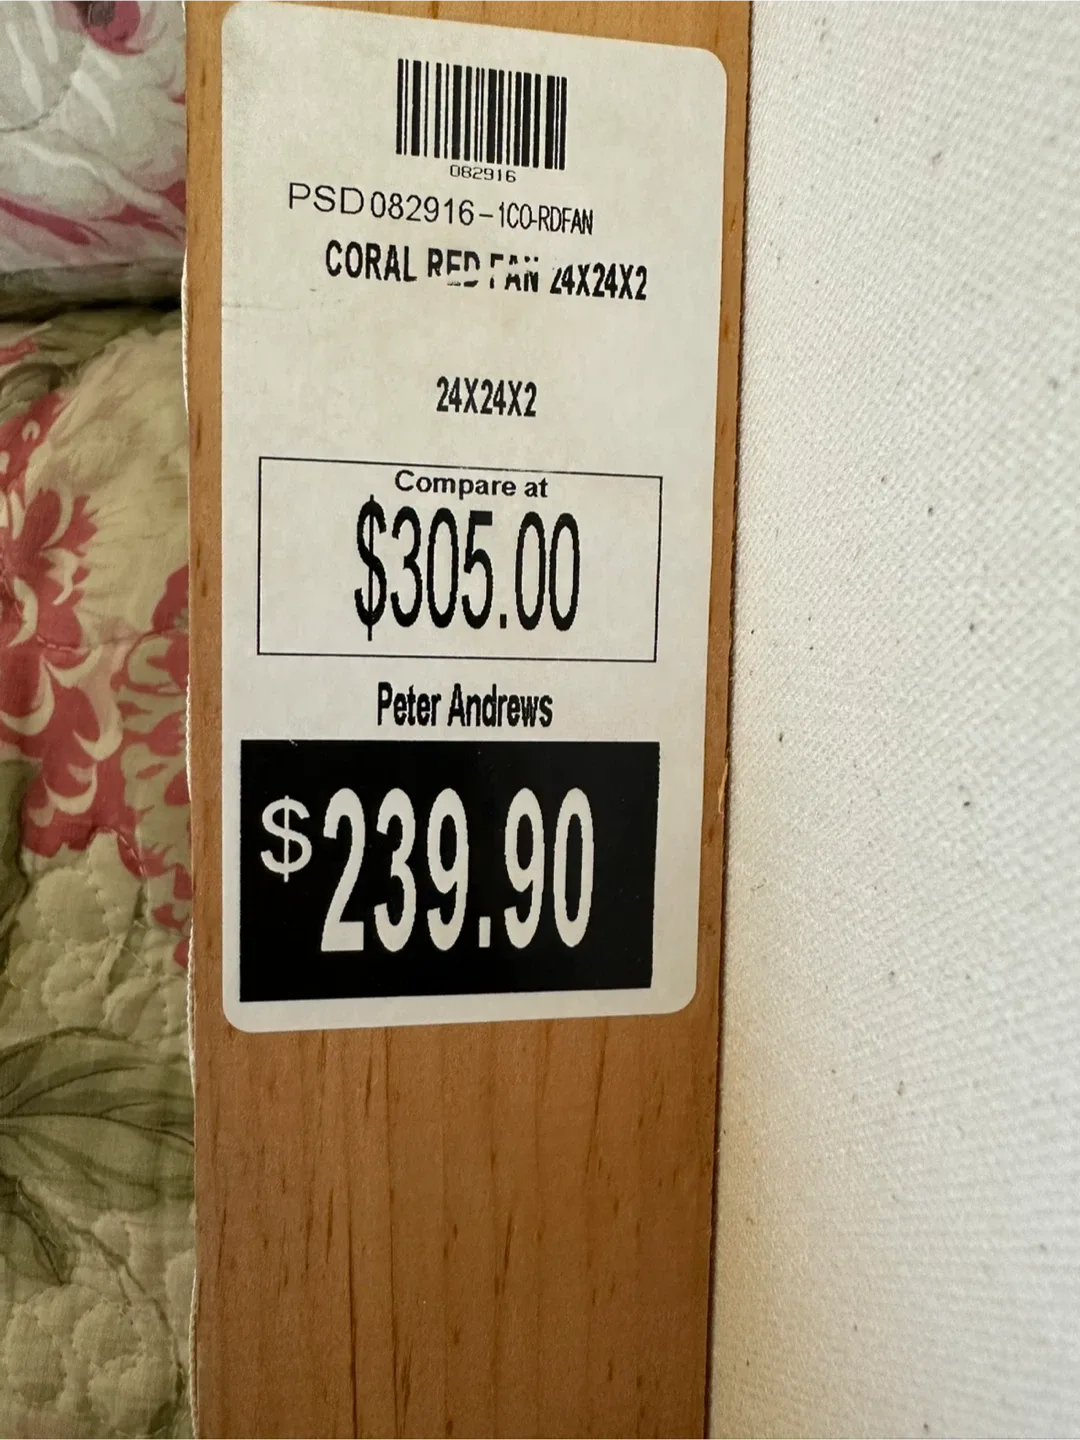 082916
PSD082916-1CO-RDFAN
CORAL RED FAN 24X24X2
24X24X2
Compare at
$305.00
Peter Andrews
$239.90